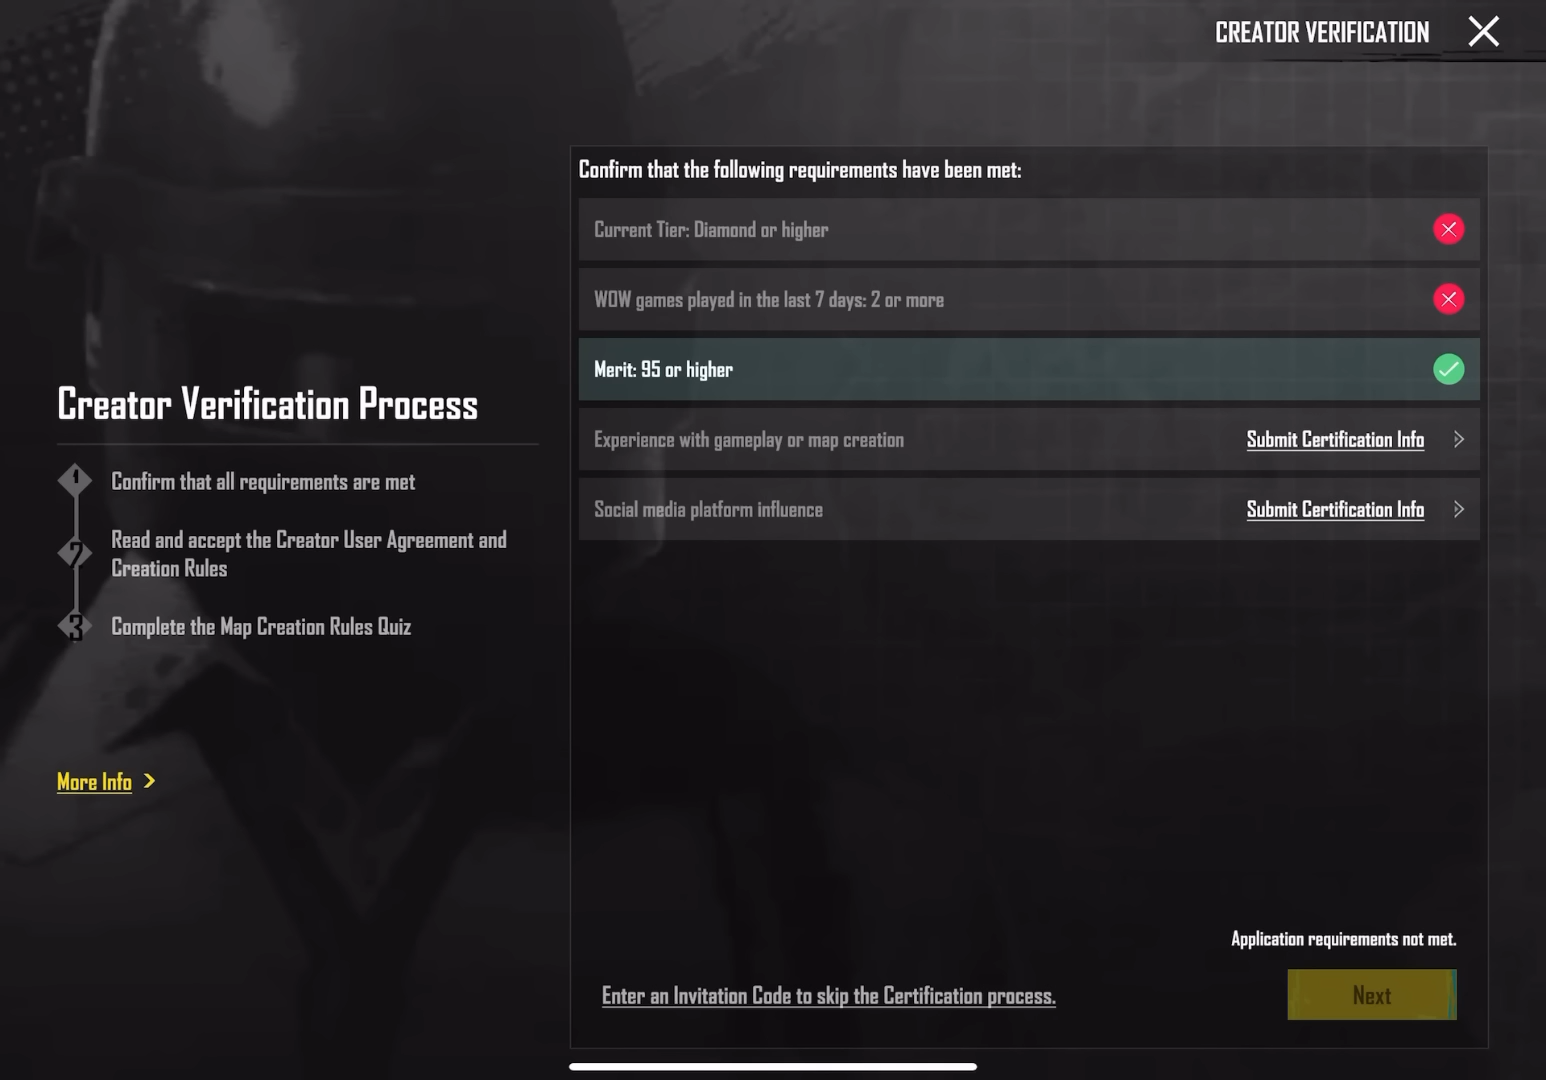 CREATOR VERIFICATION
Creator Verification Process
1
Confirm that all requirements are met
2
Read and accept the Creator User Agreement and
Creation Rules
3
Complete the Map Creation Rules Quiz
More Info
Confirm that the following requirements have been met:
Current Tier: Diamond or higher
WOW games played in the last 7 days: 2 or more
Merit: 95 or higher
Experience with gameplay or map creation Submit Certification Info
Social media platform influence Submit Certification Info
Application requirements not met.
Enter an Invitation Code to skip the Certification process.
Next